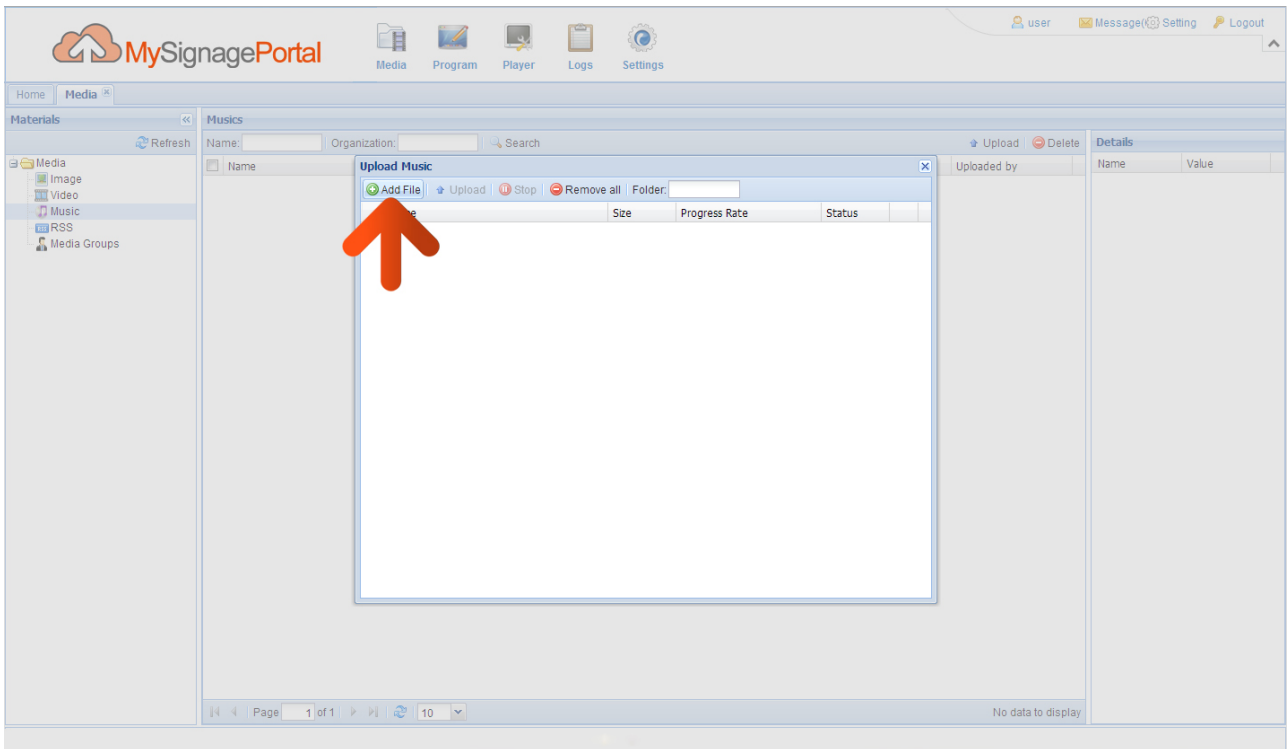 user Message( Setting Logout
MySignagePortal
Media Program Player Logs Settings
Home Media
Materials
Refresh
Media
Image
Video
Music
RSS
Media Groups
Musics
Name: Organization: Search Upload Delete
Name Uploaded by
Details
Name Value
Upload Music
Add File Upload Stop Remove all Folder:
Size Progress Rate Status
Page 1 of 1 10 No data to display